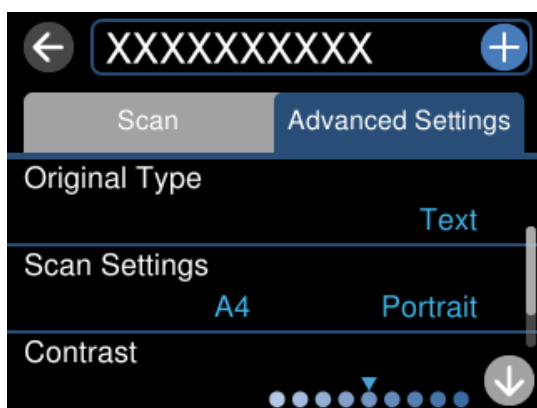 XXXXXXXXXX
Scan Advanced Settings
Original Type
Text
Scan Settings
A4 Portrait
Contrast